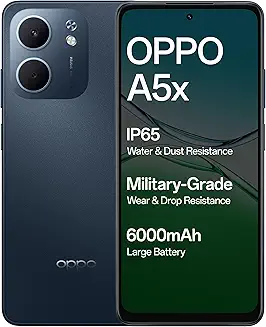 OPPO
A5x
IP65
Water & Dust Resistance
Military-Grade
Wear & Drop Resistance
6000mAh
Large Battery
oppo